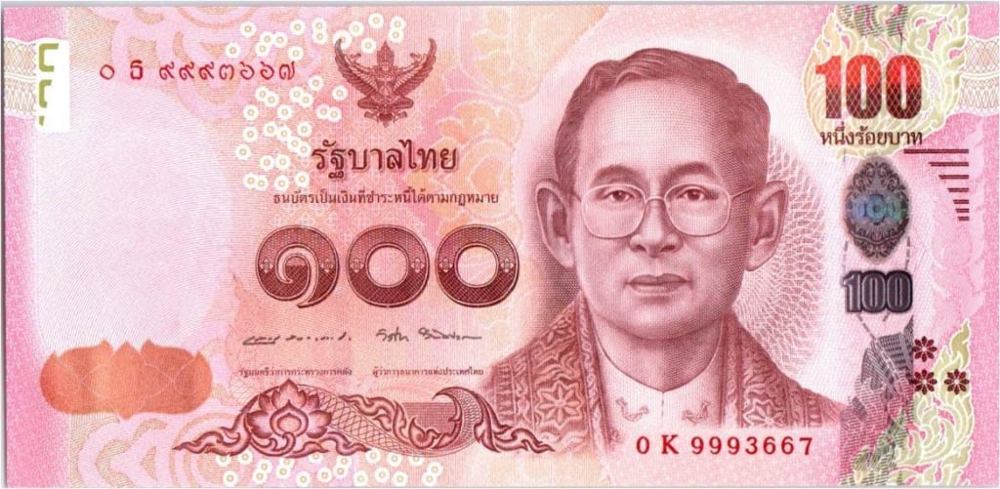 ๐ ธ ๙๙๙๓๖๖๗
100
หนึ่งร้อยบาท
รัฐบาลไทย
ธนบัตรเป็นเงินที่ชำระหนี้ได้ตามกฎหมาย
๑๐๐
๑๐๐
100
รัฐมนตรีว่าการกระทรวงการคลัง ผู้ว่าการธนาคารแห่งประเทศไทย
0 K 9993667